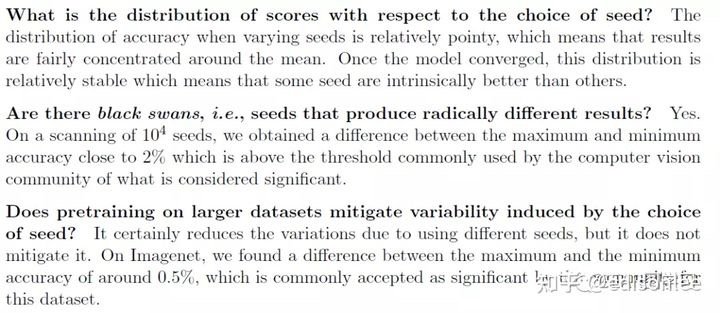 What is the distribution of scores with respect to the choice of seed? The
distribution of accuracy when varying seeds is relatively pointy, which means that results
are fairly concentrated around the mean. Once the model converged, this distribution is
relatively stable which means that some seed are intrinsically better than others.
Are there black swans, i.e., seeds that produce radically different results? Yes.
On a scanning of 10⁴ seeds, we obtained a difference between the maximum and minimum
accuracy close to 2% which is above the threshold commonly used by the computer vision
community of what is considered significant.
Does pretraining on larger datasets mitigate variability induced by the choice
of seed? It certainly reduces the variations due to using different seeds, but it does not
mitigate it. On Imagenet, we found a difference between the maximum and the minimum
accuracy of around 0.5%, which is commonly accepted as significant
this dataset.
知乎